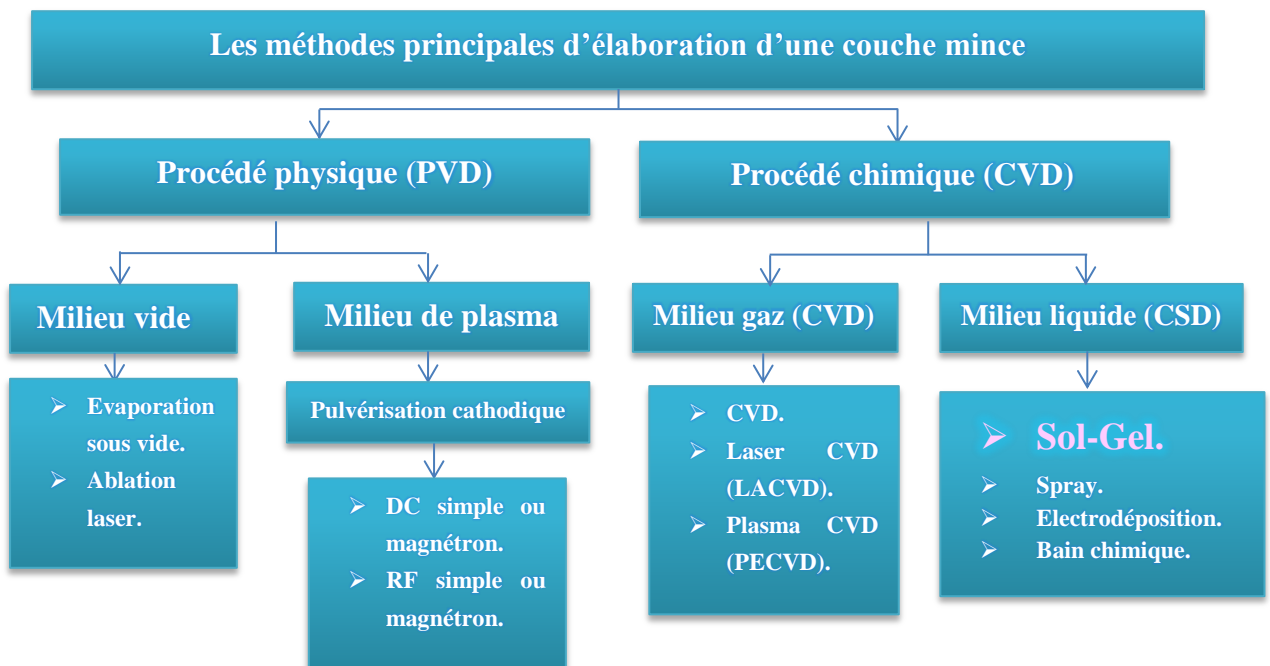 Les méthodes principales d’élaboration d’une couche mince
Procédé physique (PVD)
Procédé chimique (CVD)
Milieu vide
Milieu de plasma
Milieu gaz (CVD)
Milieu liquide (CSD)
➢ Evaporation
sous vide.
➢ Ablation
laser.
Pulvérisation cathodique
➢ DC simple ou
magnétron.
➢ RF simple ou
magnétron.
➢ CVD.
➢ Laser CVD
(LACVD).
➢ Plasma CVD
(PECVD).
➢ Sol-Gel.
➢ Spray.
➢ Electrodéposition.
➢ Bain chimique.